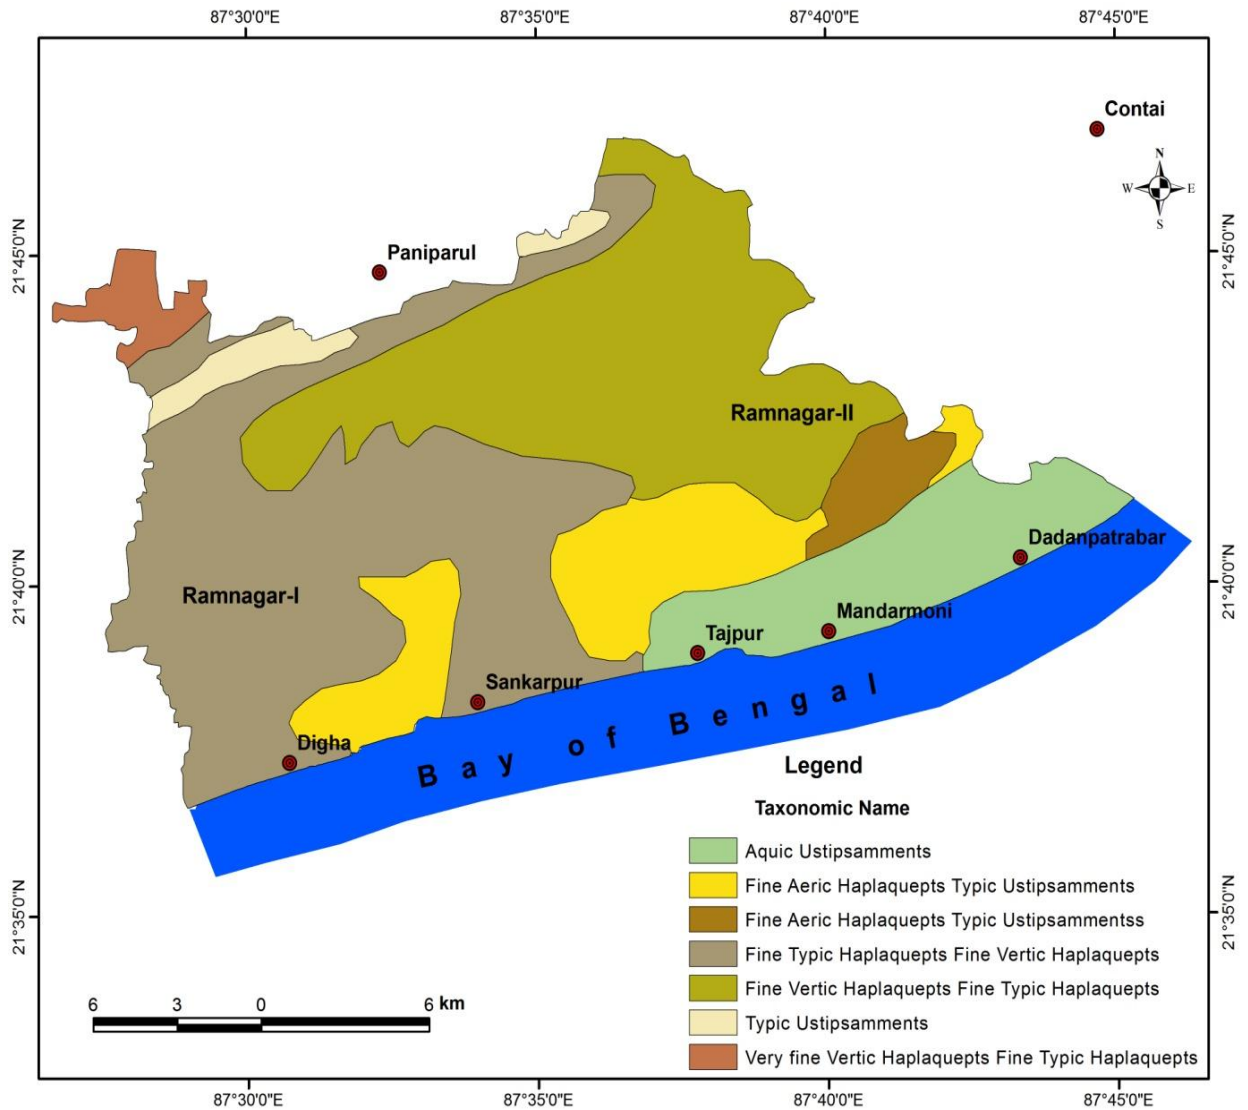 87°30'0"E 87°35'0"E 87°40'0"E 87°45'0"E
Contai
N
W E
S
21°45'0"N
Paniparul
21°45'0"N
Ramnagar-II
Dadanpatrabar
21°40'0"N
Ramnagar-I
21°40'0"N
Mandarmoni
Tajpur
Sankarpur
Digha
Bay of Bengal
Legend
Taxonomic Name
Aquic Ustipsamments
Fine Aeric Haplaquepts Typic Ustipsamments
Fine Aeric Haplaquepts Typic Ustipsammentss
Fine Typic Haplaquepts Fine Vertic Haplaquepts
Fine Vertic Haplaquepts Fine Typic Haplaquepts
Typic Ustipsamments
Very fine Vertic Haplaquepts Fine Typic Haplaquepts
21°35'0"N
21°35'0"N
6 3 0 6 km
87°30'0"E 87°35'0"E 87°40'0"E 87°45'0"E